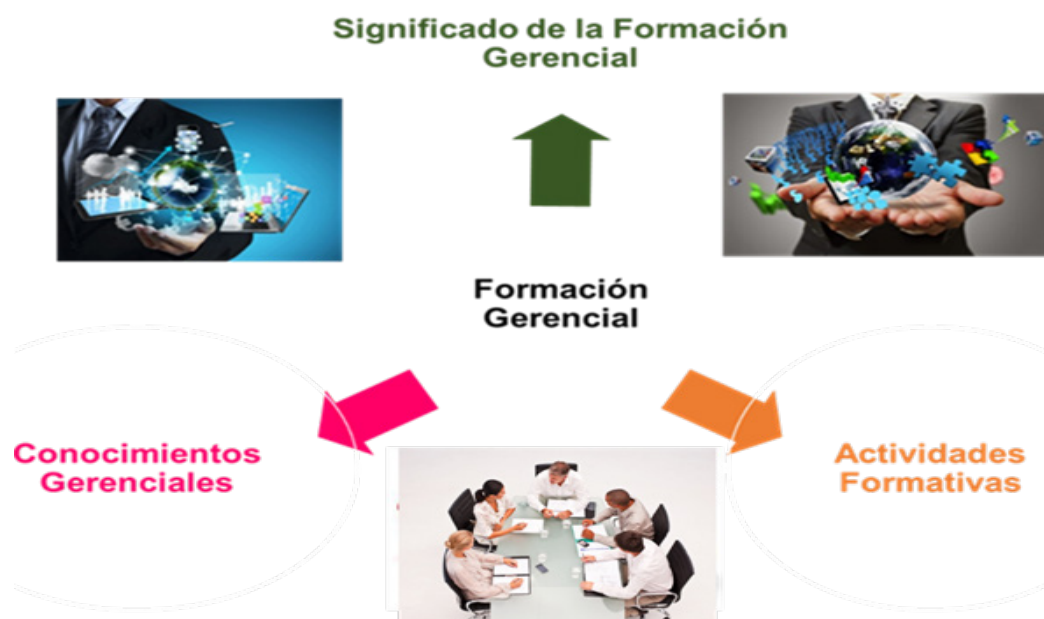 Significado de la Formación
Gerencial
Formación
Gerencial
Conocimientos
Gerenciales
Actividades
Formativas